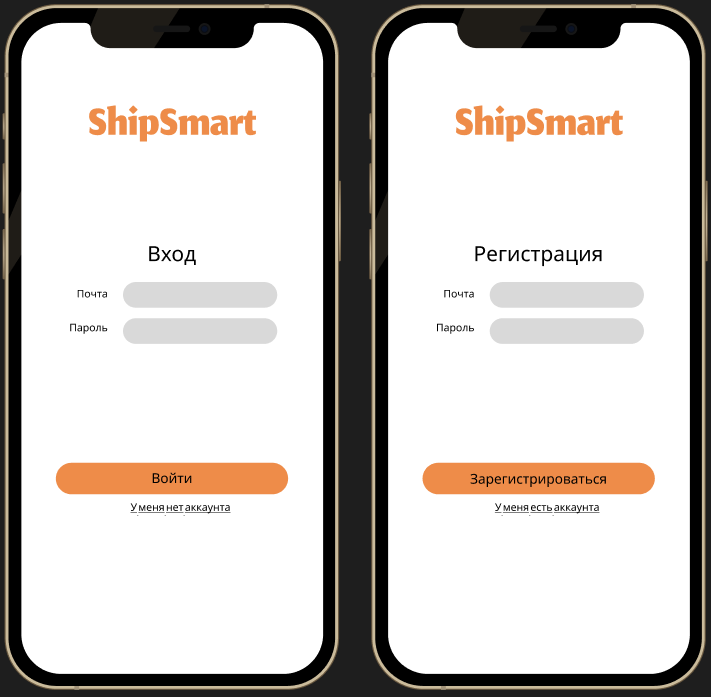 ShipSmart
Вход
Почта
Пароль
Войти
У меня нет аккаунта
ShipSmart
Регистрация
Почта
Пароль
Зарегистрироваться
У меня есть аккаунта